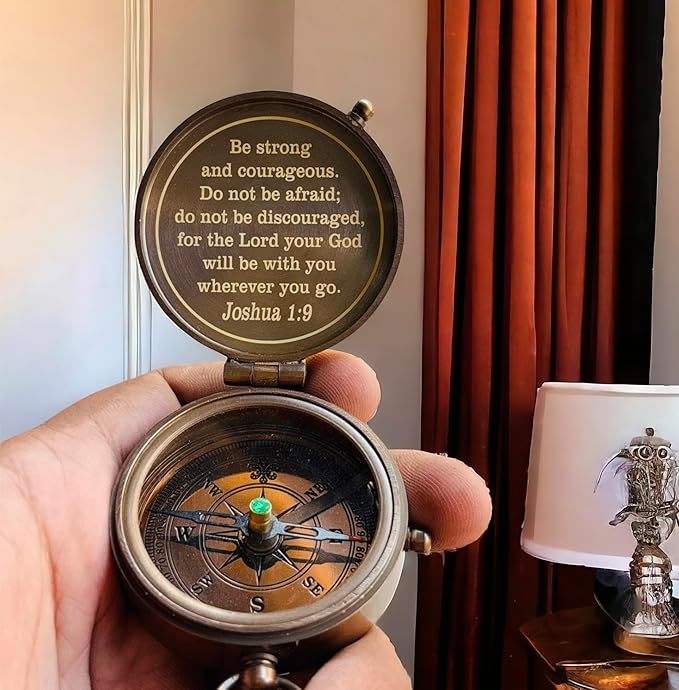 Be strong
and courageous.
Do not be afraid;
do not be discouraged,
for the Lord your God
will be with you
wherever you go.
Joshua 1:9
NW
NE
W
SW
SE
S